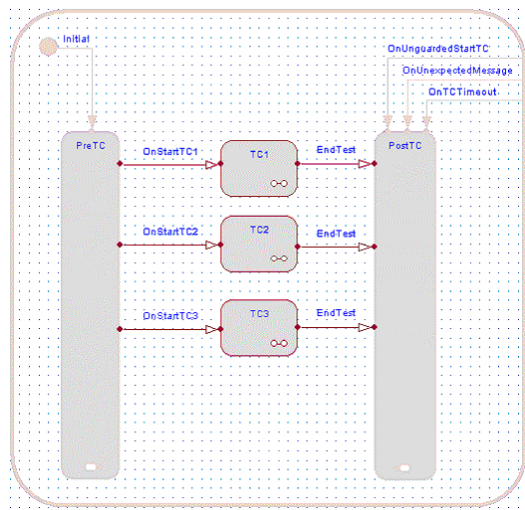 Initial
OnUnguardedStartTC
OnUnexpectedMessage
OnTCTimeout
PreTC
PostTC
OnStartTC1
TC1
EndTest
OnStartTC2
TC2
EndTest
OnStartTC3
TC3
EndTest